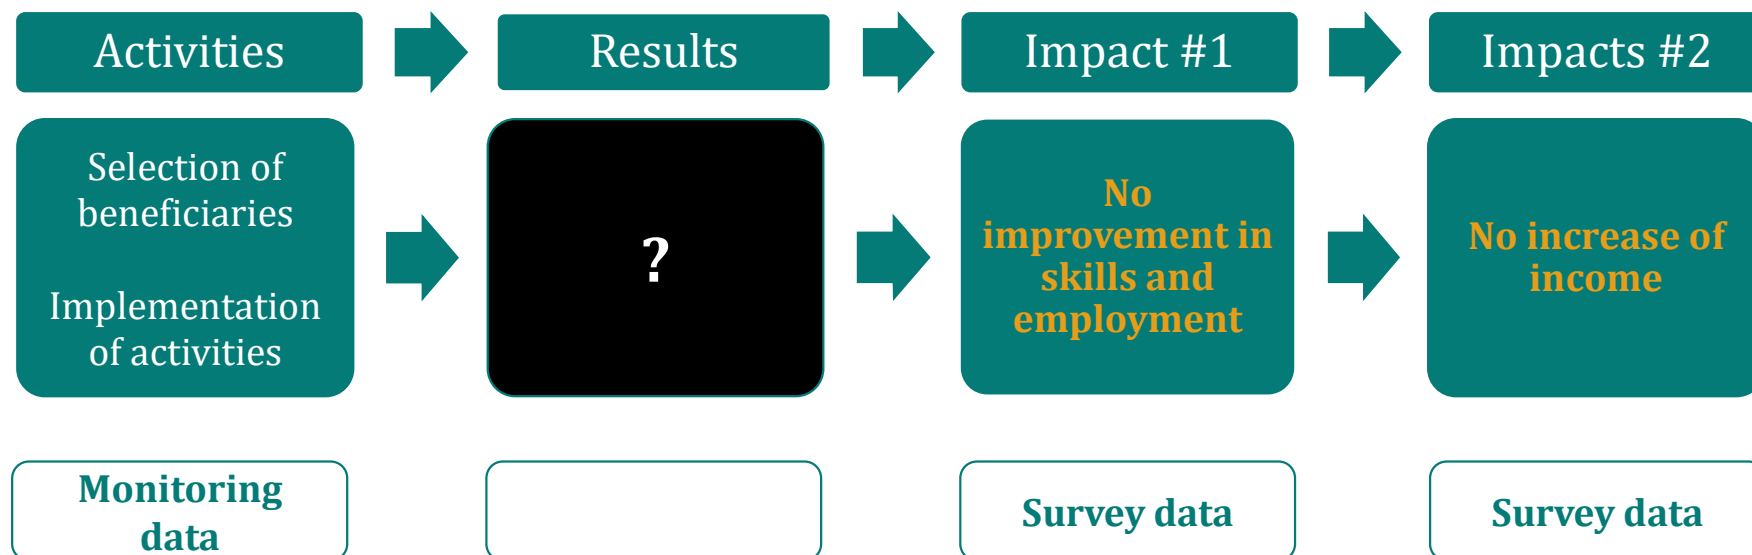 Activities
Results
Impact #1
Impacts #2
Selection of
beneficiaries
Implementation
of activities
?
No
improvement in
skills and
employment
No increase of
income
Monitoring
data
Survey data
Survey data